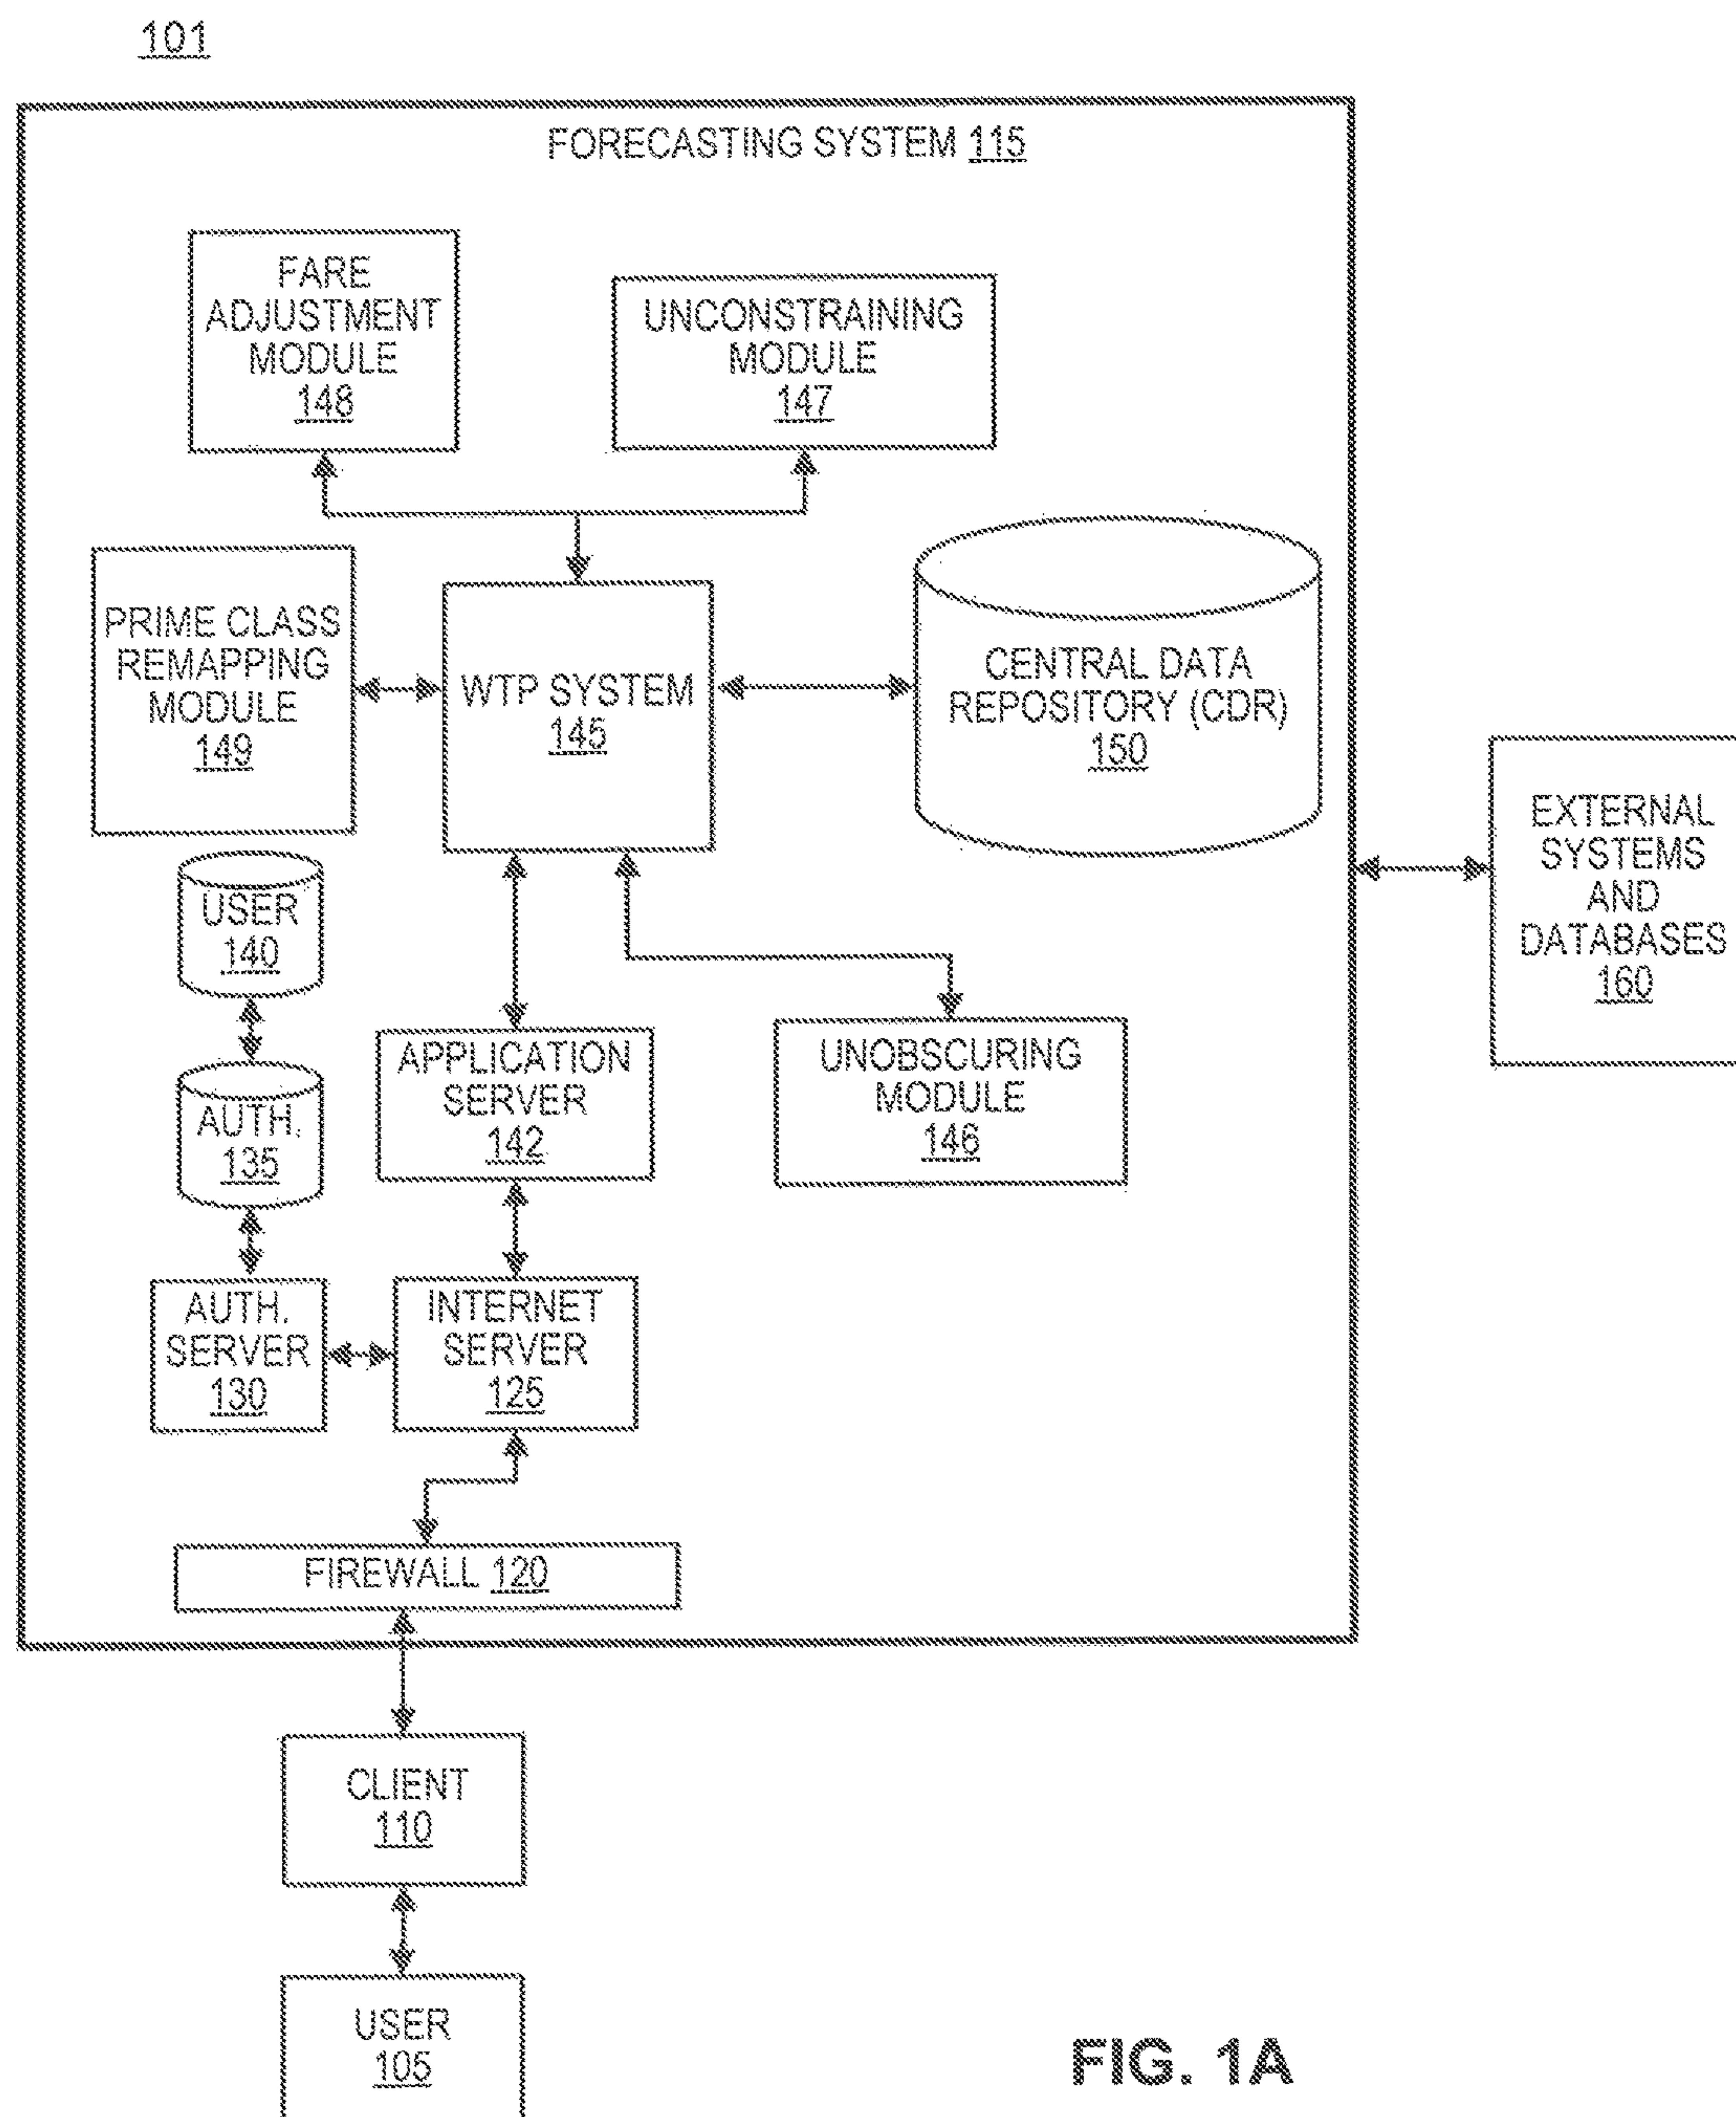 101
FORECASTING SYSTEM 115
FARE
ADJUSTMENT
MODULE
148
UNCONSTRAINING
MODULE
147
PRIME CLASS
REMAPPING
MODULE
149
WTP SYSTEM
145
CENTRAL DATA
REPOSITORY (CDR)
150
EXTERNAL
SYSTEMS
AND
DATABASES
160
USER
140
AUTH.
135
APPLICATION
SERVER
142
UNOBSCURING
MODULE
146
AUTH.
SERVER
130
INTERNET
SERVER
125
FIREWALL 120
CLIENT
110
USER
105
FIG. 1A